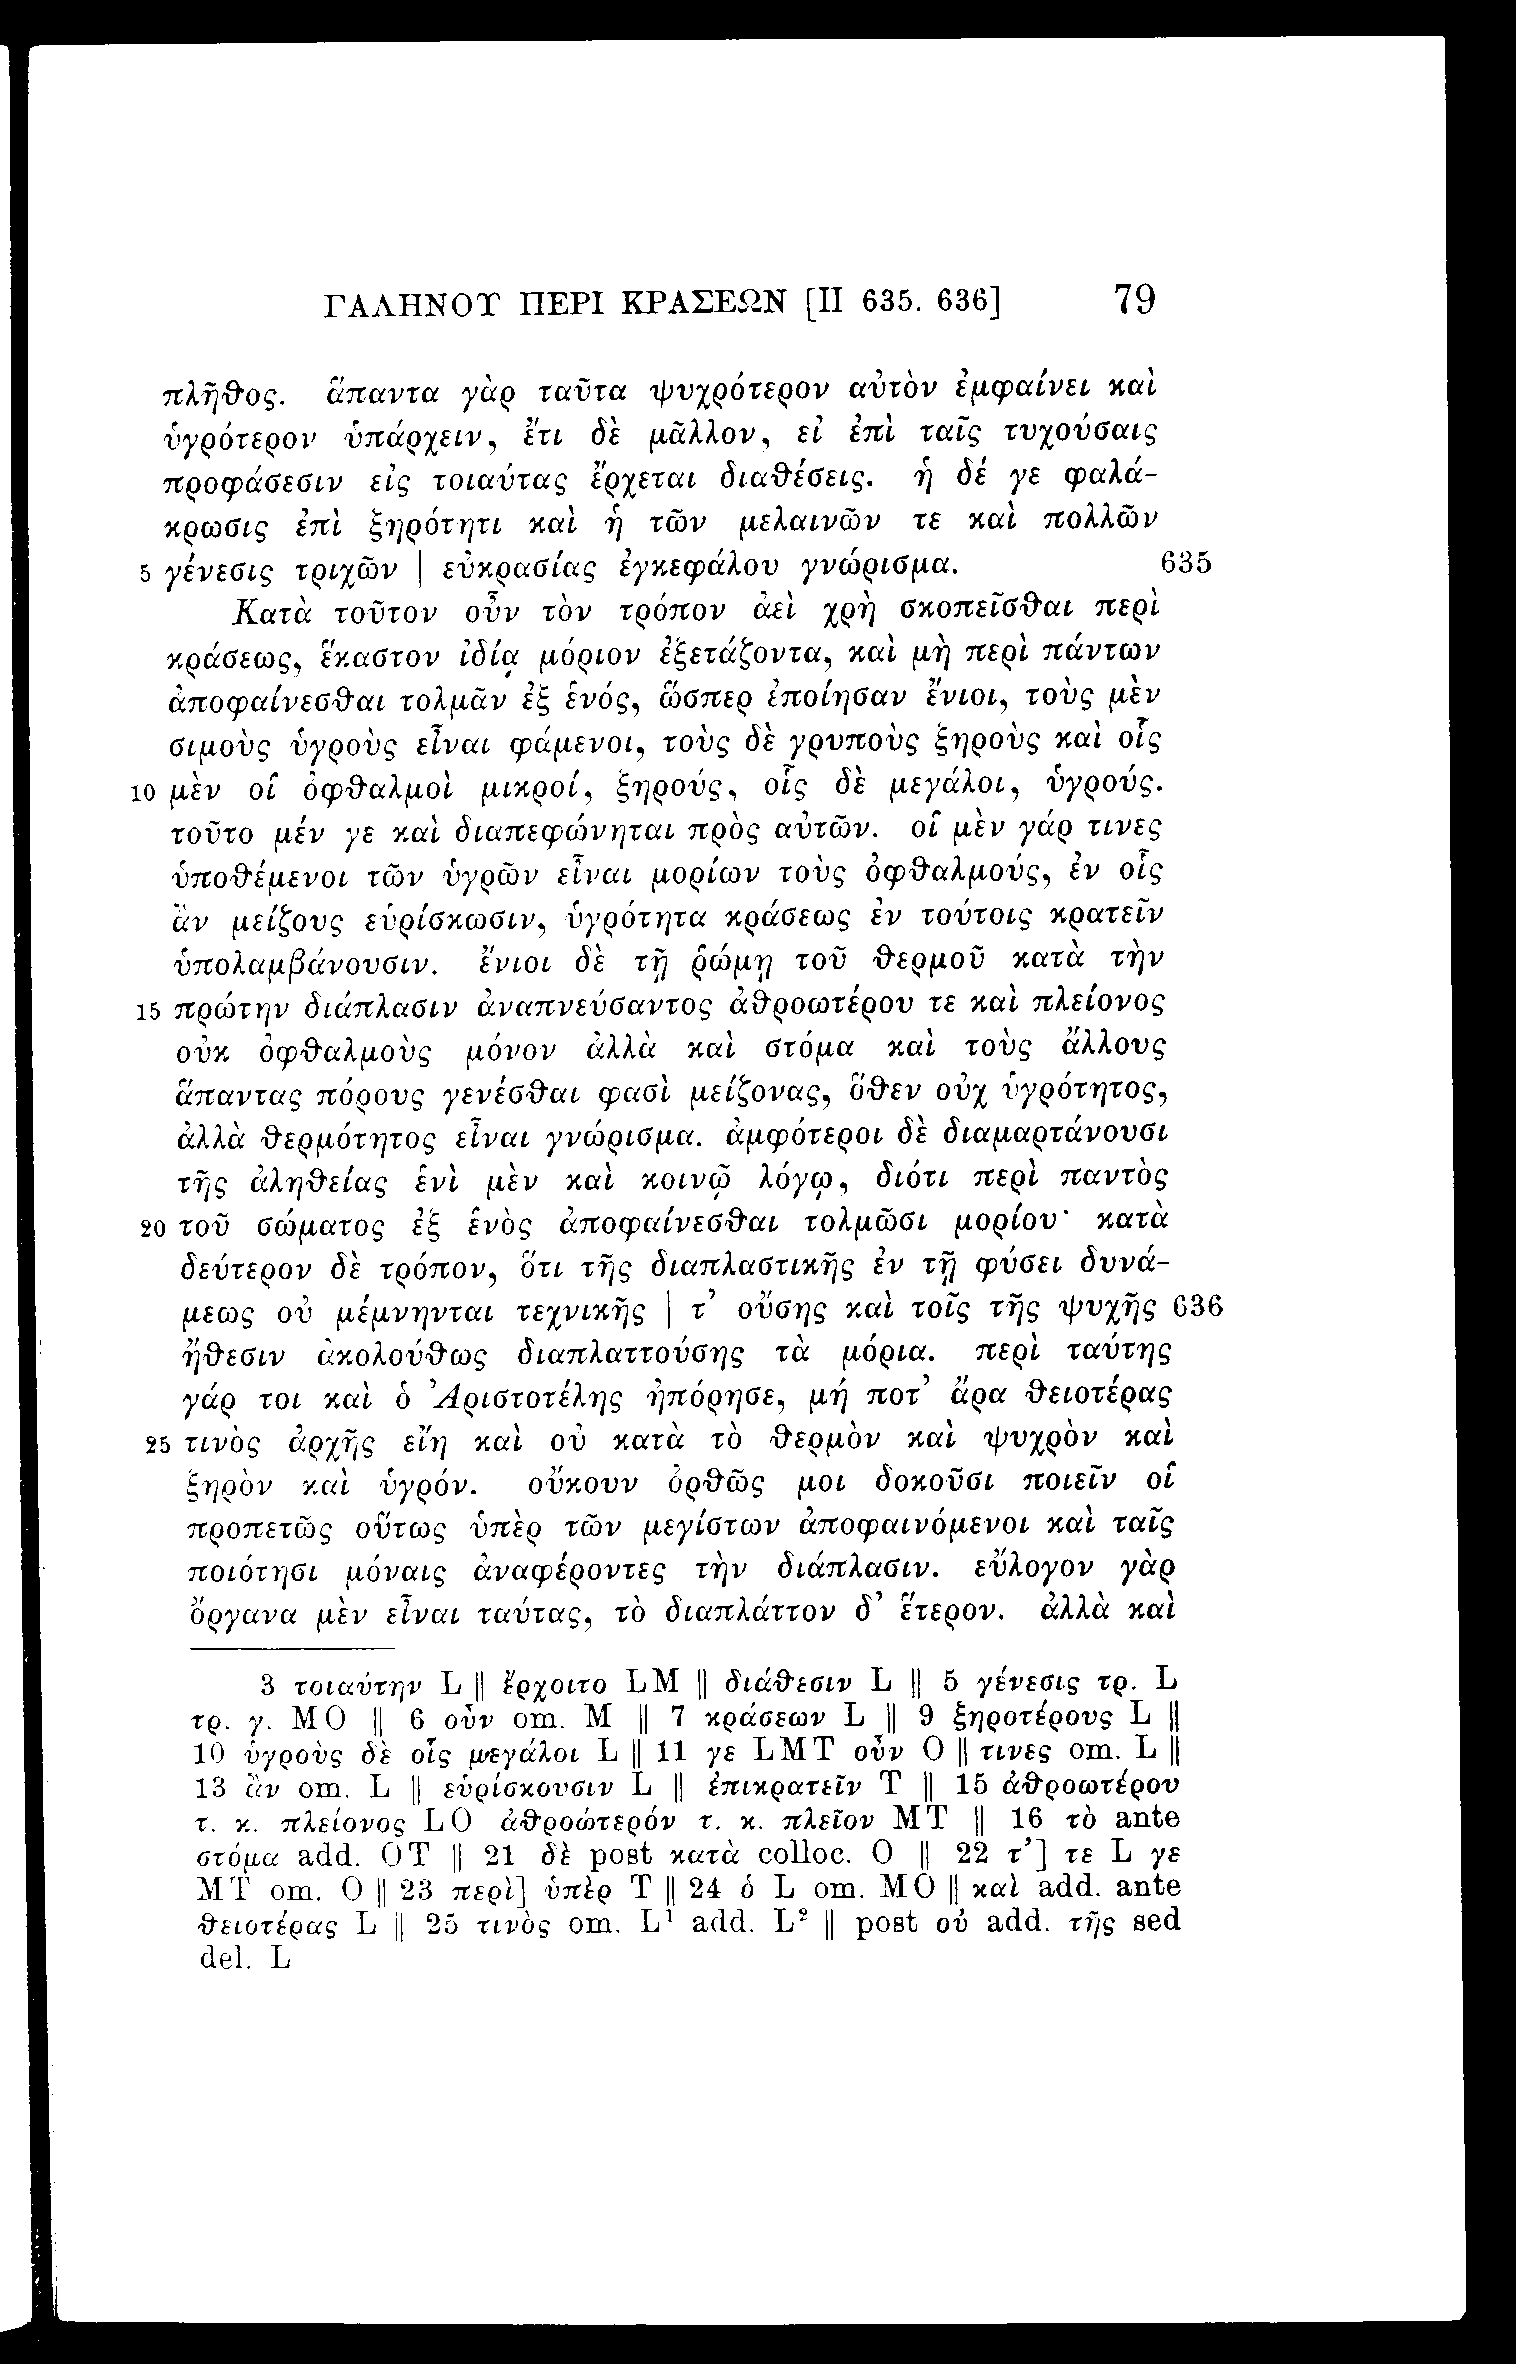 ΓΑΛΗΝΟΥ ΠΕΡΙ ΚΡΑΣΕΩΝ [II 635. 636] 79
πλῆθος. ἅπαντα γὰρ ταῦτα ψυχρότερον αὐτὸν ἐμφαίνει καὶ
ὑγρότερον ὑπάρχειν, ἔτι δὲ μᾶλλον, εἰ ἐπὶ ταῖς τυχούσαις
προφάσεσιν εἰς τοιαύτας ἔρχεται διαθέσεις. ἡ δέ γε φαλά-
κρωσις ἐπὶ ξηρότητι καὶ ἡ τῶν μελαινῶν τε καὶ πολλῶν
5 γένεσις τριχῶν | εὐκρασίας ἐγκεφάλου γνώρισμα. 635
Κατὰ τοῦτον οὖν τὸν τρόπον ἀεὶ χρὴ σκοπεῖσθαι περὶ
κράσεως, ἕκαστον ἰδίᾳ μόριον ἐξετάζοντα, καὶ μὴ περὶ πάντων
ἀποφαίνεσθαι τολμᾶν ἐξ ἑνός, ὥσπερ ἐποίησαν ἔνιοι, τοὺς μὲν
σιμοὺς ὑγροὺς εἶναι φάμενοι, τοὺς δὲ γρυποὺς ξηροὺς καὶ οἷς
10 μὲν οἱ ὀφθαλμοὶ μικροί, ξηρούς, οἷς δὲ μεγάλοι, ὑγρούς.
τοῦτο μέν γε καὶ διαπεφώνηται πρὸς αὐτῶν. οἱ μὲν γάρ τινες
ὑποθέμενοι τῶν ὑγρῶν εἶναι μορίων τοὺς ὀφθαλμούς, ἐν οἷς
ἂν μείζους εὑρίσκωσιν, ὑγρότητα κράσεως ἐν τούτοις κρατεῖν
ὑπολαμβάνουσιν. ἔνιοι δὲ τῇ ῥώμῃ τοῦ θερμοῦ κατὰ τὴν
15 πρώτην διάπλασιν ἀναπνεύσαντος ἀθροωτέρου τε καὶ πλείονος
οὐκ ὀφθαλμοὺς μόνον ἀλλὰ καὶ στόμα καὶ τοὺς ἄλλους
ἅπαντας πόρους γενέσθαι φασὶ μείζονας, ὅθεν οὐχ ὑγρότητος,
ἀλλὰ θερμότητος εἶναι γνώρισμα. ἀμφότεροι δὲ διαμαρτάνουσι
τῆς ἀληθείας ἑνὶ μὲν καὶ κοινῷ λόγῳ, διότι περὶ παντὸς
20 τοῦ σώματος ἐξ ἑνὸς ἀποφαίνεσθαι τολμῶσι μορίου· κατὰ
δεύτερον δὲ τρόπον, ὅτι τῆς διαπλαστικῆς ἐν τῇ φύσει δυνά-
μεως οὐ μέμνηνται τεχνικῆς | τ’ οὔσης καὶ τοῖς τῆς ψυχῆς 636
ἤθεσιν ἀκολούθως διαπλαττούσης τὰ μόρια. περὶ ταύτης
γάρ τοι καὶ ὁ Ἀριστοτέλης ἠπόρησε, μή ποτ’ ἄρα θειοτέρας
25 τινὸς ἀρχῆς εἴη καὶ οὐ κατὰ τὸ θερμὸν καὶ ψυχρὸν καὶ
ξηρὸν καὶ ὑγρόν. οὔκουν ὀρθῶς μοι δοκοῦσι ποιεῖν οἱ
προπετῶς οὕτως ὑπὲρ τῶν μεγίστων ἀποφαινόμενοι καὶ ταῖς
ποιότησι μόναις ἀναφέροντες τὴν διάπλασιν. εὔλογον γὰρ
ὄργανα μὲν εἶναι ταύτας, τὸ διαπλάττον δ’ ἕτερον. ἀλλὰ καὶ
3 τοιαύτην L || ἔρχοιτο LM || διάθεσιν L || 5 γένεσις τρ. L
τρ. γ. MO || 6 οὖν om. M || 7 κράσεων L || 9 ξηροτέρους L ||
10 ὑγροὺς δὲ οἷς μεγάλοι L || 11 γε LMT οὖν O || τινες om. L ||
13 ἂν om. L || εὑρίσκουσιν L || ἐπικρατεῖν T || 15 ἀθροωτέρου
τ. κ. πλείονος LO ἀθροώτερόν τ. κ. πλεῖον MT || 16 τὸ ante
στόμα add. OT || 21 δὲ post κατὰ colloc. O || 22 τ’] τε L γε
MT om. O || 23 περὶ] ὑπὲρ T || 24 ὁ L om. MO || καὶ add. ante
θειοτέρας L || 25 τινὸς om. L¹ add. L² || post οὐ add. τῆς sed
del. L